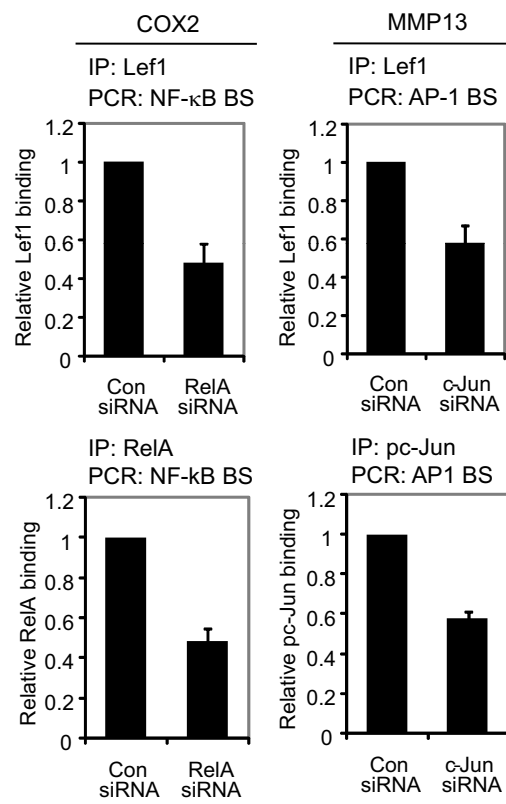 COX2
IP: Lef1
PCR: NF-κB BS
Relative Lef1 binding
1.2
1
0.8
0.6
0.4
0.2
0
Con siRNA
RelA siRNA
MMP13
IP: Lef1
PCR: AP-1 BS
Relative Lef1 binding
1.2
1
0.8
0.6
0.4
0.2
0
Con siRNA
c-Jun siRNA
IP: RelA
PCR: NF-kB BS
Relative RelA binding
1.2
1
0.8
0.6
0.4
0.2
0
Con siRNA
RelA siRNA
IP: pc-Jun
PCR: AP1 BS
Relative pc-Jun binding
1.2
1
0.8
0.6
0.4
0.2
0
Con siRNA
c-Jun siRNA